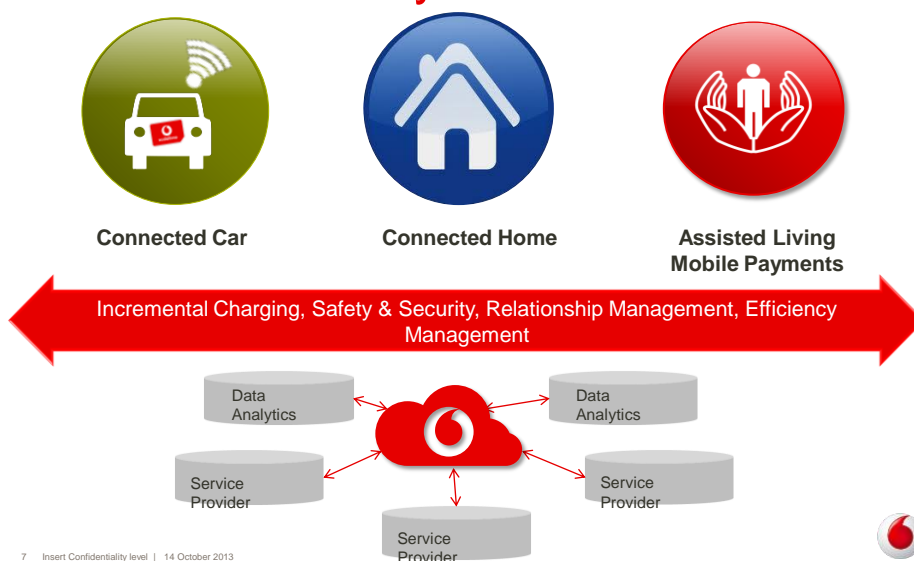 Connected Car
Connected Home
Assisted Living
Mobile Payments
Incremental Charging, Safety & Security, Relationship Management, Efficiency
Management
Data
Analytics
Data
Analytics
Service
Provider
Service
Provider
Service
Provider
7 Insert Confidentiality level | 14 October 2013